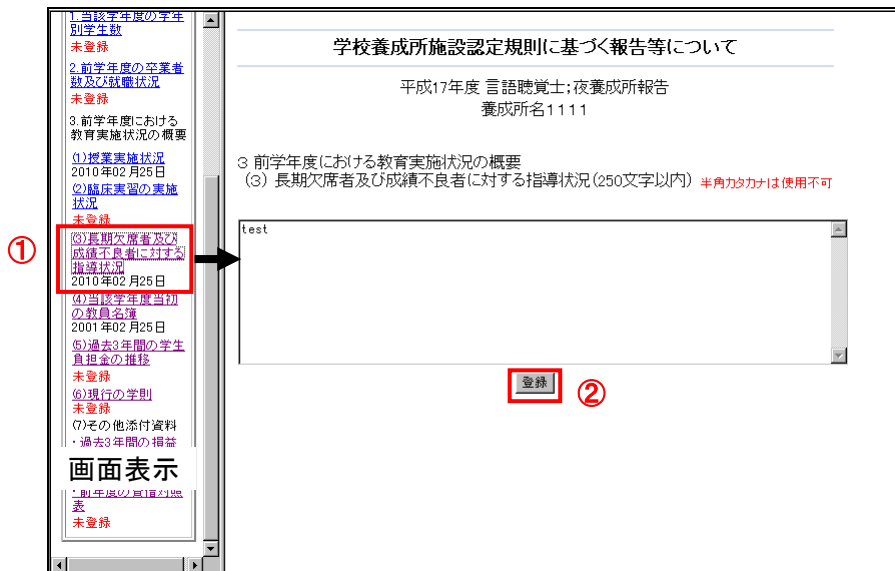 1.当該学年度の学年
別学生数
未登録
2.前学年度の卒業者
数及び就職状況
未登録
3.前学年度における
教育実施状況の概要
(1)授業実施状況
2010年02月25日
(2)臨床実習の実施
状況
未登録
①
(3)長期欠席者及び
成績不良者に対する
指導状況
2010年02月25日
(4)当該学年度当初
の教員名簿
2001年02月25日
(5)過去3年間の学生
負担金の推移
未登録
(6)現行の学則
未登録
(7)その他添付資料
・過去3年間の損益
画面表示
・前年度の貸借対照
表
未登録
学校養成所施設認定規則に基づく報告等について
平成17年度 言語聴覚士;夜養成所報告
養成所名1111
3 前学年度における教育実施状況の概要
(3) 長期欠席者及び成績不良者に対する指導状況(250文字以内) 半角カタカナは使用不可
test
登録
②